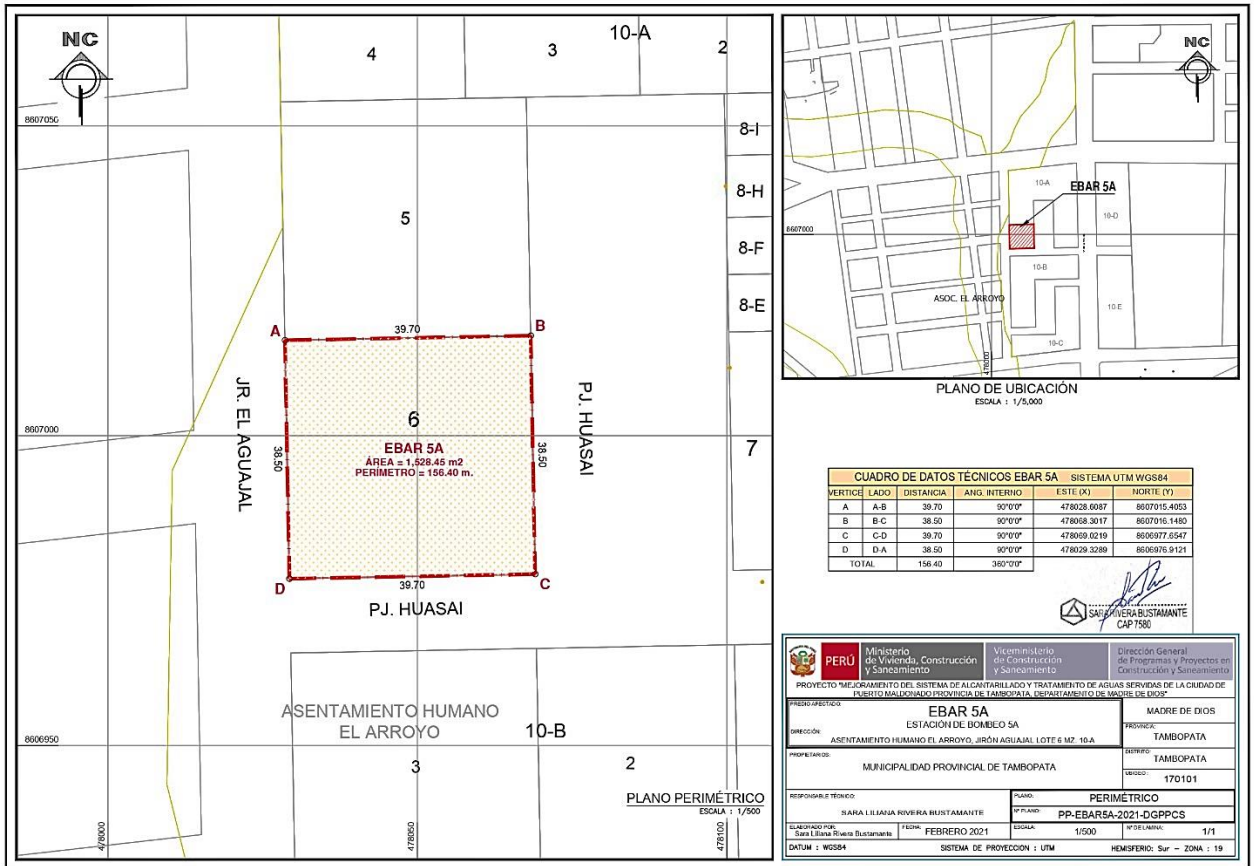 NC
4
3
10-A
2
8607050
8-I
8-H
8-F
8-E
5
A
39.70
B
JR. EL AGUAJAL
38.50
8607000
6
EBAR 5A
ÁREA = 1,528.45 m2
PERÍMETRO = 156.40 m.
38.50
PJ. HUASAI
7
D
39.70
C
PJ. HUASAI
ASENTAMIENTO HUMANO
EL ARROYO
10-B
8606950
3
2
PLANO PERIMÉTRICO
ESCALA : 1/500
478000
478050
478100
NC
10-A
EBAR 5A
10-D
8607000
10-B
ASOC. EL ARROYO
10-E
10-C
478000
PLANO DE UBICACIÓN
ESCALA : 1/5,000
CUADRO DE DATOS TÉCNICOS EBAR 5A SISTEMA UTM WGS84
VERTICE LADO DISTANCIA ANG. INTERNO ESTE (X) NORTE (Y)
A A-B 39.70 90°0'0" 478028.6087 8607015.4053
B B-C 38.50 90°0'0" 478068.3017 8607016.1480
C C-D 39.70 90°0'0" 478069.0219 8606977.6547
D D-A 38.50 90°0'0" 478029.3289 8606976.9121
TOTAL 156.40 360°0'0"
SARA RIVERA BUSTAMANTE
CAP 7580
PERÚ
Ministerio
de Vivienda, Construcción
y Saneamiento
Viceministerio
de Construcción
y Saneamiento
Dirección General
de Programas y Proyectos en
Construcción y Saneamiento
PROYECTO "MEJORAMIENTO DEL SISTEMA DE ALCANTARILLADO Y TRATAMIENTO DE AGUAS SERVIDAS DE LA CIUDAD DE
PUERTO MALDONADO PROVINCIA DE TAMBOPATA, DEPARTAMENTO DE MADRE DE DIOS"
PREDIO AFECTADO:
EBAR 5A
ESTACIÓN DE BOMBEO 5A
DIRECCIÓN:
ASENTAMIENTO HUMANO EL ARROYO, JIRÓN AGUAJAL LOTE 6 MZ. 10-A
MADRE DE DIOS
PROVINCIA:
TAMBOPATA
PROPIETARIOS:
MUNICIPALIDAD PROVINCIAL DE TAMBOPATA
DISTRITO:
TAMBOPATA
UBIGEO:
170101
RESPONSABLE TÉCNICO:
SARA LILIANA RIVERA BUSTAMANTE
PLANO:
PERIMÉTRICO
Nº PLANO:
PP-EBAR5A-2021-DGPPCS
ELABORADO POR:
Sara Liliana Rivera Bustamante
FECHA: FEBRERO 2021
ESCALA: 1/500
Nº DE LAMINA: 1/1
DATUM : WGS84 SISTEMA DE PROYECCION : UTM HEMISFERIO: Sur - ZONA : 19